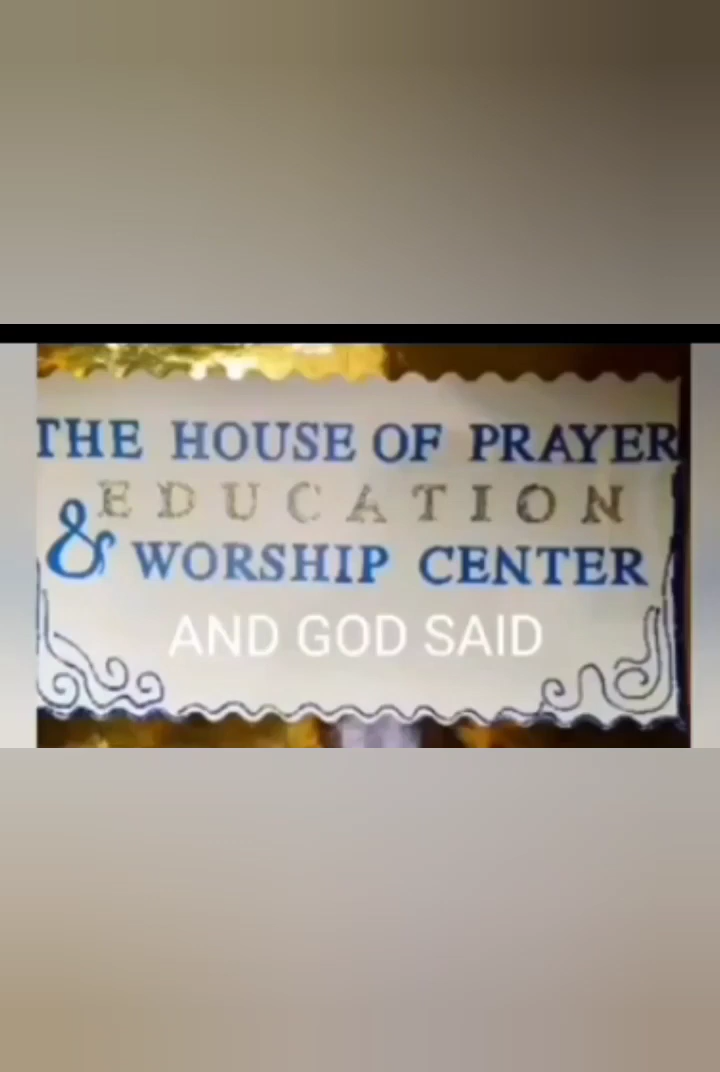 THE HOUSE OF PRAYER
EDUCATION
& WORSHIP CENTER
AND GOD SAID